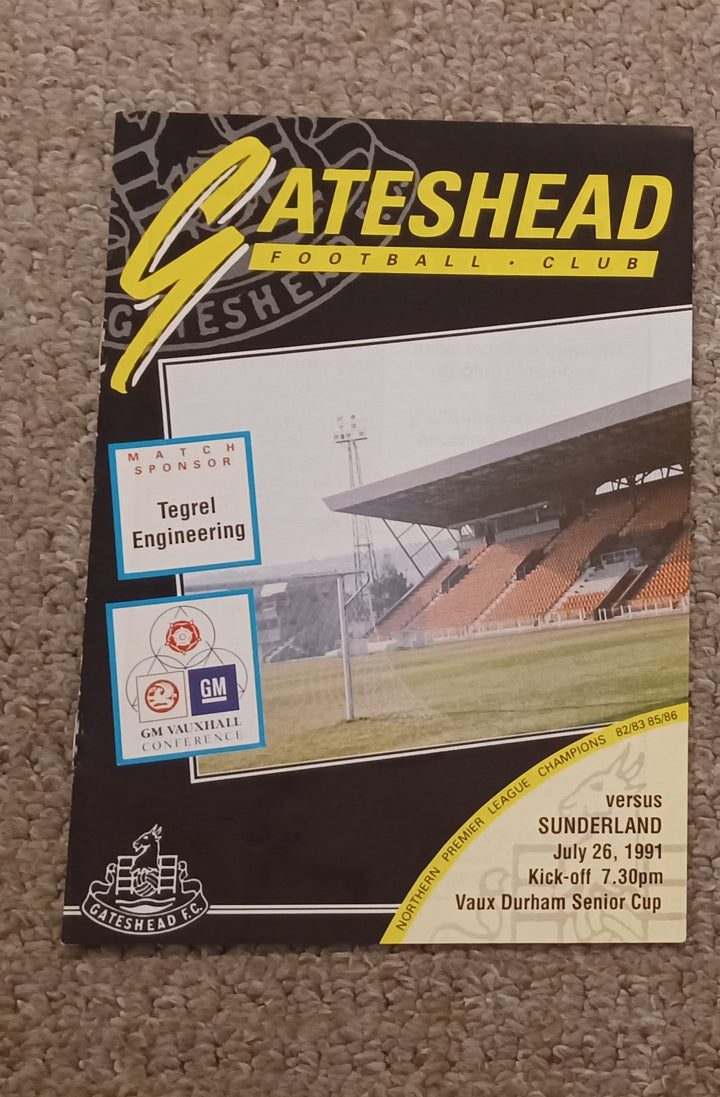 GATESHEAD
FOOTBALL · CLUB
GATESHEAD
MATCH
SPONSOR
Tegrel
Engineering
GM
GM VAUXHALL
CONFERENCE
NORTHERN PREMIER LEAGUE CHAMPIONS 82/83 85/86
versus
SUNDERLAND
July 26, 1991
Kick-off 7.30pm
Vaux Durham Senior Cup
GATESHEAD F.C.